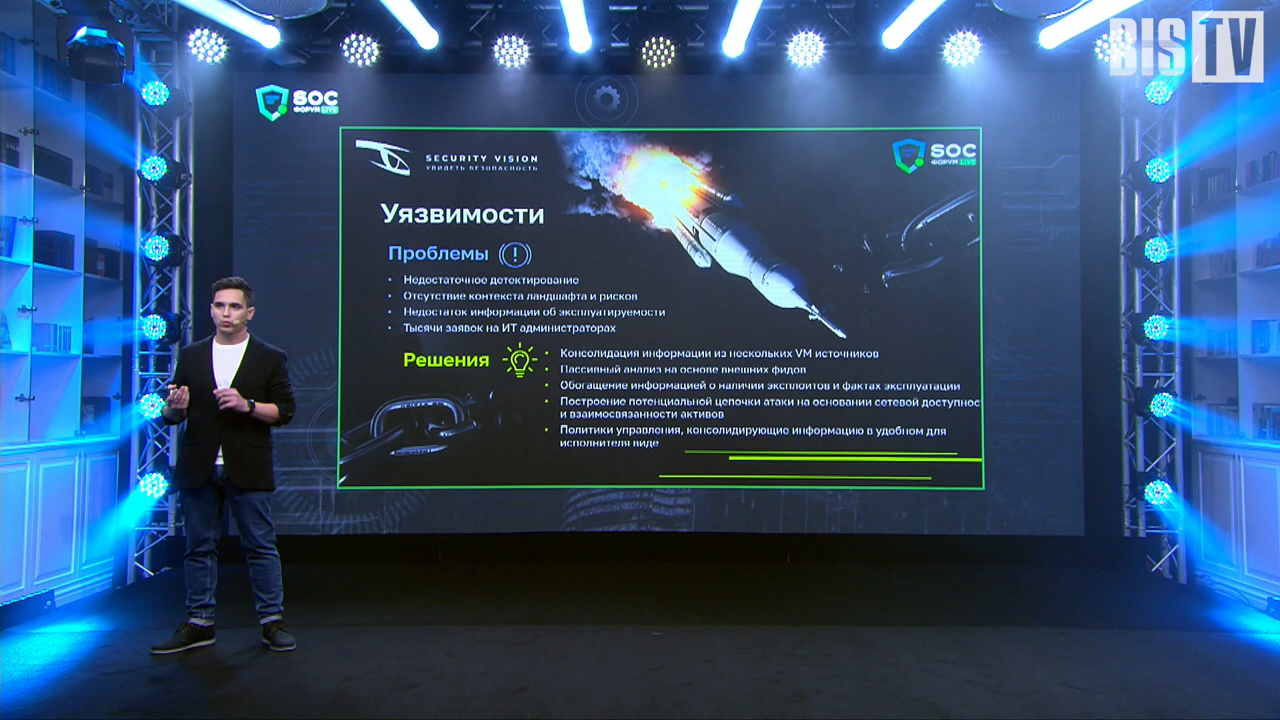 BIS TV
SOC
ФОРУМ LIVE
SECURITY VISION
УВИДЕТЬ БЕЗОПАСНОСТЬ
SOC
ФОРУМ LIVE
Уязвимости
Проблемы
• Недостаточное детектирование
• Отсутствие контекста ландшафта и рисков
• Недостаток информации об эксплуатируемости
• Тысячи заявок на ИТ администраторах
Решения
• Консолидация информации из нескольких VM источников
• Пассивный анализ на основе внешних фидов
• Обогащение информацией о наличии эксплоитов и фактах эксплуатации
• Построение потенциальной цепочки атаки на основании сетевой доступнос
и взаимосвязанности активов
• Политики управления, консолидирующие информацию в удобном для
исполнителя виде